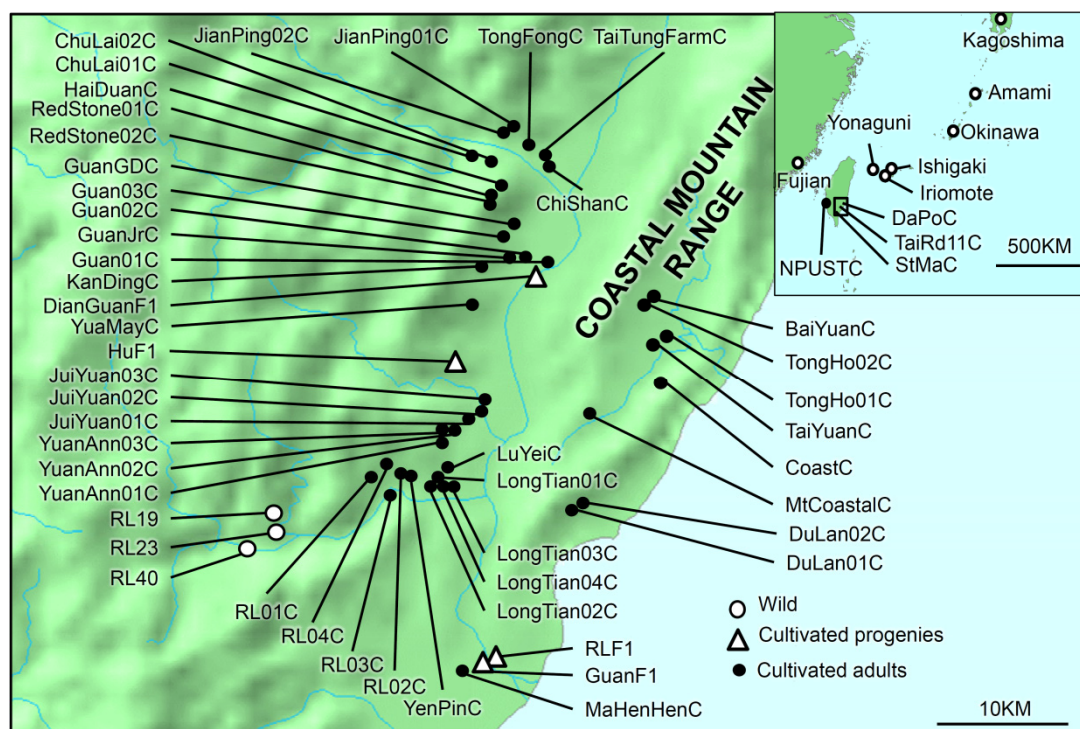 JianPing02C
JianPing01C
TongFongC
TaiTungFarmC
ChuLai02C
ChuLai01C
HaiDuanC
RedStone01C
RedStone02C
GuanGDC
Guan03C
Guan02C
GuanJrC
Guan01C
KanDingC
DianGuanF1
YuaMayC
HuF1
JuiYuan03C
JuiYuan02C
JuiYuan01C
YuanAnn03C
YuanAnn02C
YuanAnn01C
RL19
RL23
RL40
ChiShanC
COASTAL MOUNTAIN
RANGE
Kagoshima
Amami
Okinawa
Yonaguni
Ishigaki
Iriomote
Fujian
DaPoC
TaiRd11C
StMaC
NPUSTC
500KM
BaiYuanC
TongHo02C
TongHo01C
TaiYuanC
CoastC
MtCoastalC
DuLan02C
DuLan01C
LuYeiC
LongTian01C
LongTian03C
LongTian04C
LongTian02C
RL01C
RL04C
RL03C
RL02C
YenPinC
RLF1
GuanF1
MaHenHenC
Wild
Cultivated progenies
Cultivated adults
10KM